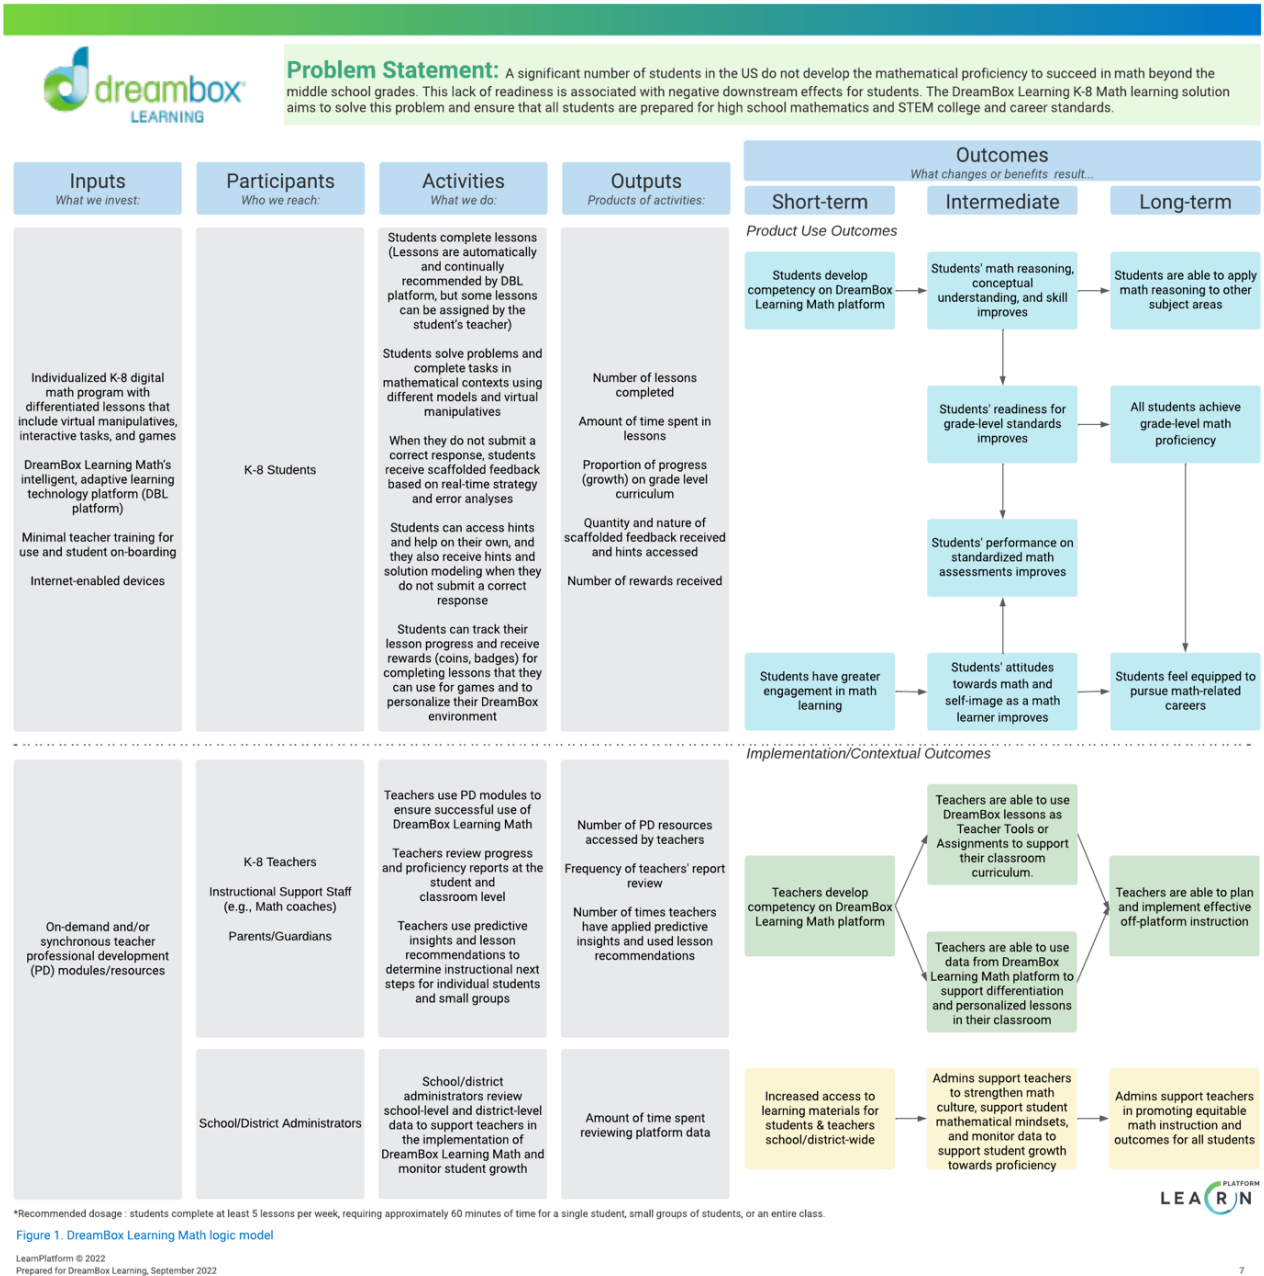 dreambox
LEARNING
Problem Statement: A significant number of students in the US do not develop the mathematical proficiency to succeed in math beyond the
middle school grades. This lack of readiness is associated with negative downstream effects for students. The DreamBox Learning K-8 Math learning solution
aims to solve this problem and ensure that all students are prepared for high school mathematics and STEM college and career standards.
Inputs
What we invest:
Participants
Who we reach:
Activities
What we do:
Outputs
Products of activities:
Outcomes
What changes or benefits result...
Short-term
Intermediate
Long-term
Individualized K-8 digital
math program with
differentiated lessons that
include virtual manipulatives,
interactive tasks, and games
DreamBox Learning Math's
intelligent, adaptive learning
technology platform (DBL
platform)
Minimal teacher training for
use and student on-boarding
Internet-enabled devices
K-8 Students
Students complete lessons
(Lessons are automatically
and continually
recommended by DBL
platform, but some lessons
can be assigned by the
student's teacher)
Students solve problems and
complete tasks in
mathematical contexts using
different models and virtual
manipulatives
When they do not submit a
correct response, students
receive scaffolded feedback
based on real-time strategy
and error analyses
Students can access hints
and help on their own, and
they also receive hints and
solution modeling when they
do not submit a correct
response
Students can track their
lesson progress and receive
rewards (coins, badges) for
completing lessons that they
can use for games and to
personalize their DreamBox
environment
Number of lessons
completed
Amount of time spent in
lessons
Proportion of progress
(growth) on grade level
curriculum
Quantity and nature of
scaffolded feedback received
and hints accessed
Number of rewards received
Product Use Outcomes
Students develop
competency on DreamBox
Learning Math platform
Students' math reasoning,
conceptual
understanding, and skill
improves
Students are able to apply
math reasoning to other
subject areas
Students' readiness for
grade-level standards
improves
All students achieve
grade-level math
proficiency
Students' performance on
standardized math
assessments improves
Students have greater
engagement in math
learning
Students' attitudes
towards math and
self-image as a math
learner improves
Students feel equipped to
pursue math-related
careers
On-demand and/or
synchronous teacher
professional development
(PD) modules/resources
K-8 Teachers
Instructional Support Staff
(e.g., Math coaches)
Parents/Guardians
Teachers use PD modules to
ensure successful use of
DreamBox Learning Math
Teachers review progress
and proficiency reports at the
student and
classroom level
Teachers use predictive
insights and lesson
recommendations to
determine instructional next
steps for individual students
and small groups
Number of PD resources
accessed by teachers
Frequency of teachers' report
review
Number of times teachers
have applied predictive
insights and used lesson
recommendations
Implementation/Contextual Outcomes
Teachers develop
competency on DreamBox
Learning Math platform
Teachers are able to use
DreamBox lessons as
Teacher Tools or
Assignments to support
their classroom
curriculum.
Teachers are able to use
data from DreamBox
Learning Math platform to
support differentiation
and personalized lessons
in their classroom
Teachers are able to plan
and implement effective
off-platform instruction
School/District Administrators
School/district
administrators review
school-level and district-level
data to support teachers in
the implementation of
DreamBox Learning Math and
monitor student growth
Amount of time spent
reviewing platform data
Increased access to
learning materials for
students & teachers
school/district-wide
Admins support teachers
to strengthen math
culture, support student
mathematical mindsets,
and monitor data to
support student growth
towards proficiency
Admins support teachers
in promoting equitable
math instruction and
outcomes for all students
PLATFORM
LEARN
*Recommended dosage : students complete at least 5 lessons per week, requiring approximately 60 minutes of time for a single student, small groups of students, or an entire class.
Figure 1. DreamBox Learning Math logic model
LearnPlatform © 2022
Prepared for DreamBox Learning, September 2022
7